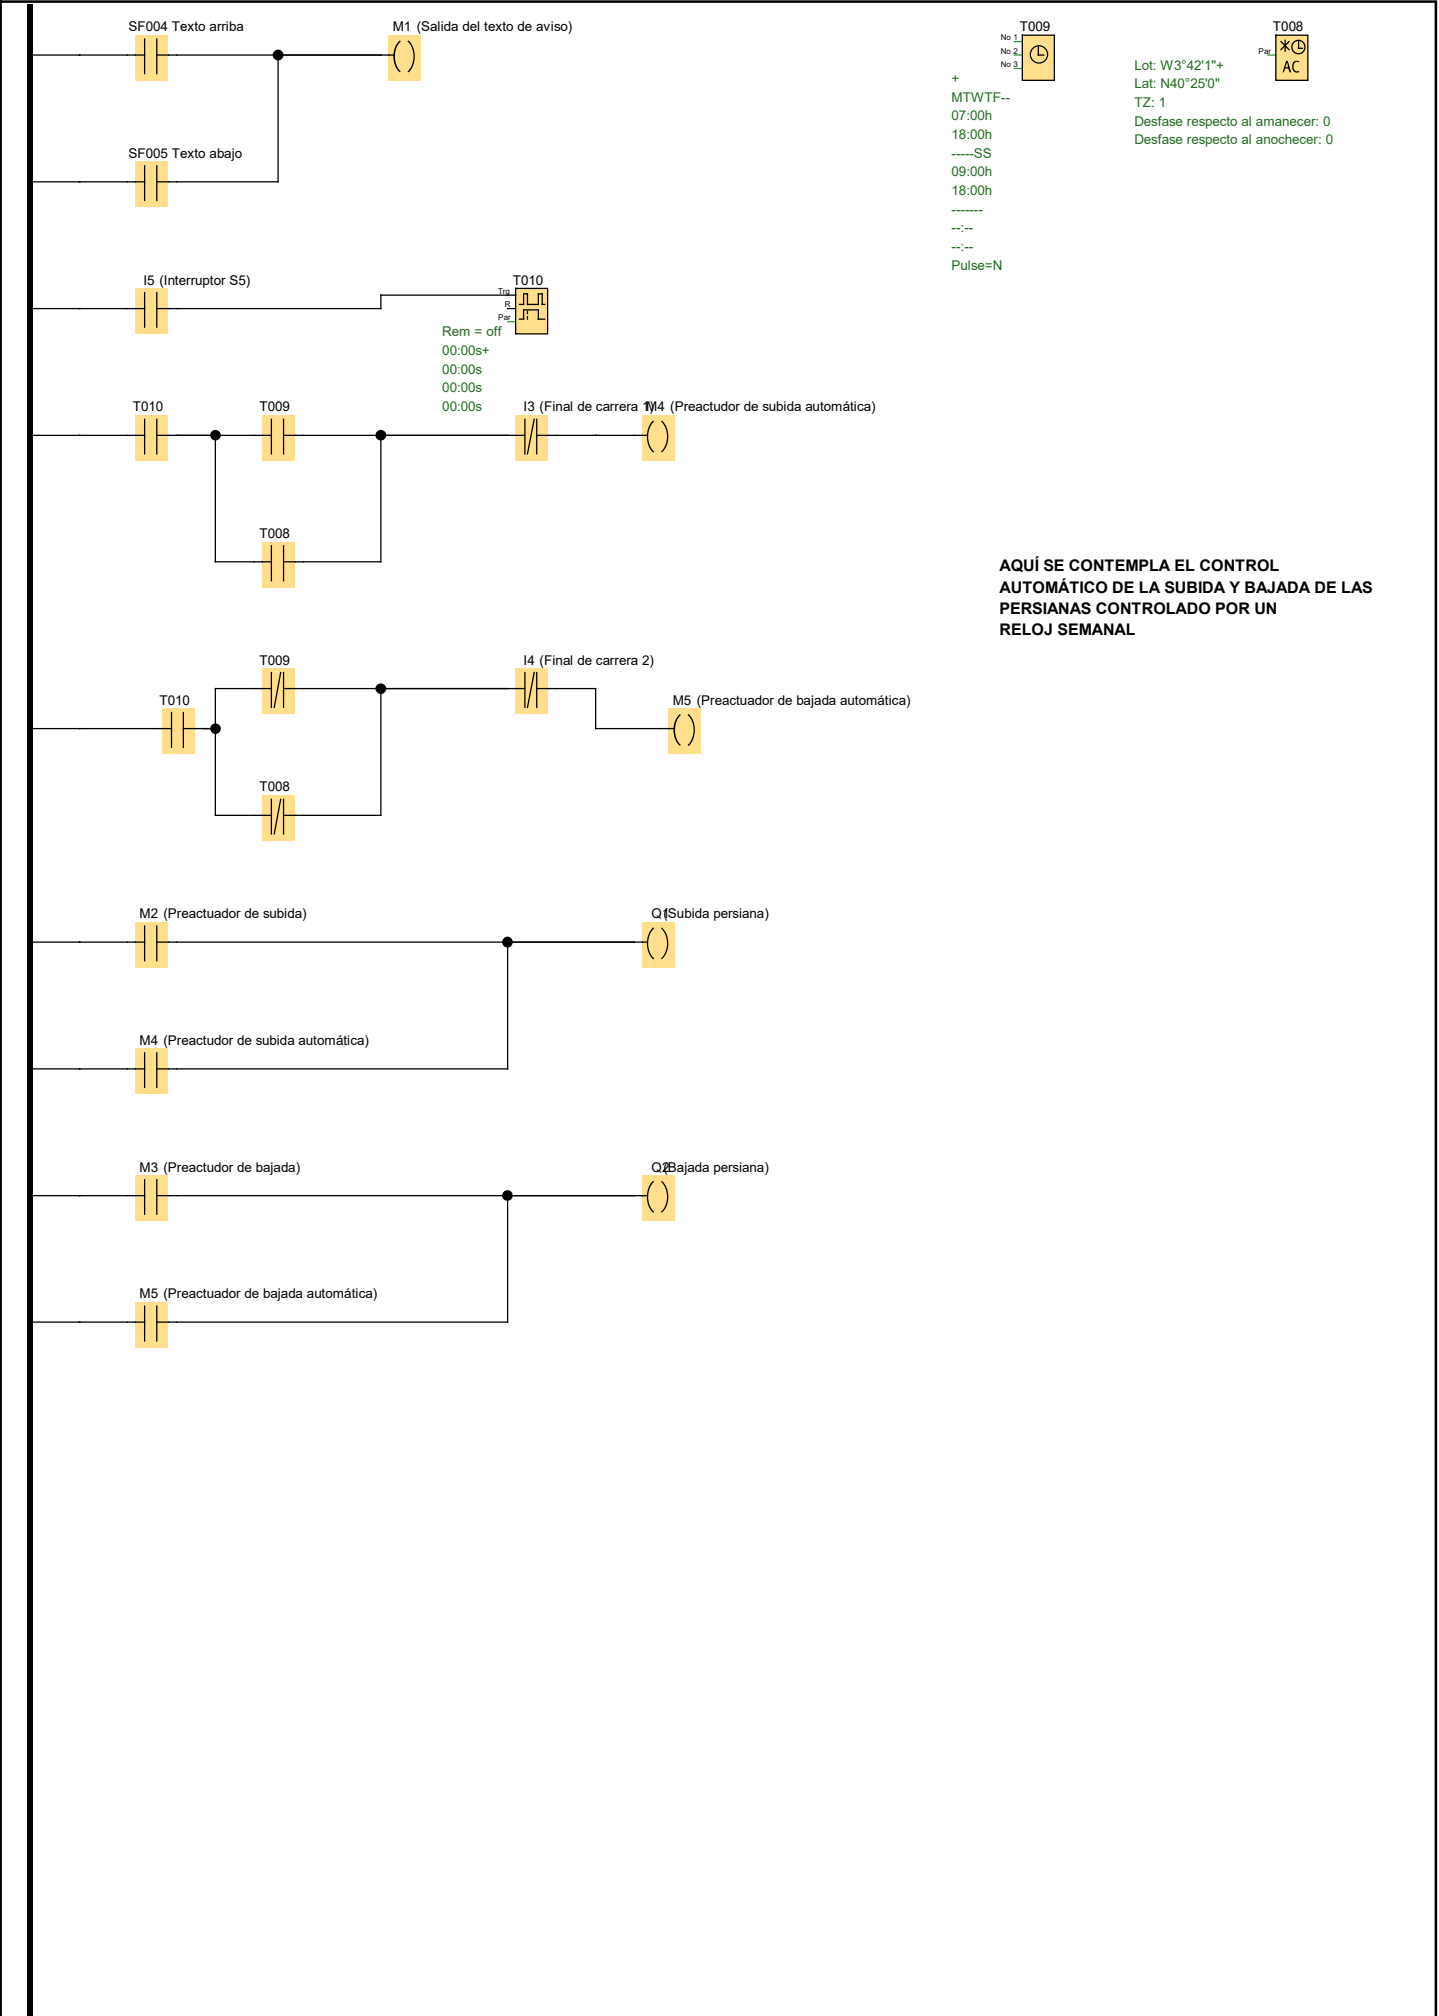 SF004 Texto arriba
M1 (Salida del texto de aviso)
T009
No 1
No 2
No 3
+
MTWTF--
07:00h
18:00h
-----SS
09:00h
18:00h
-------
--:--
--:--
Pulse=N
T008
Par
AC
Lot: W3°42'1"+
Lat: N40°25'0"
TZ: 1
Desfase respecto al amanecer: 0
Desfase respecto al anochecer: 0
SF005 Texto abajo
I5 (Interruptor S5)
T010
Trg
R
Par
Rem = off
00:00s+
00:00s
00:00s
00:00s
T010
T009
I3 (Final de carrera 1)
M4 (Preactudor de subida automática)
T008
AQUÍ SE CONTEMPLA EL CONTROL
AUTOMÁTICO DE LA SUBIDA Y BAJADA DE LAS
PERSIANAS CONTROLADO POR UN
RELOJ SEMANAL
T009
I4 (Final de carrera 2)
T010
M5 (Preactuador de bajada automática)
T008
M2 (Preactuador de subida)
Q1(Subida persiana)
M4 (Preactudor de subida automática)
M3 (Preactudor de bajada)
Q2(Bajada persiana)
M5 (Preactuador de bajada automática)